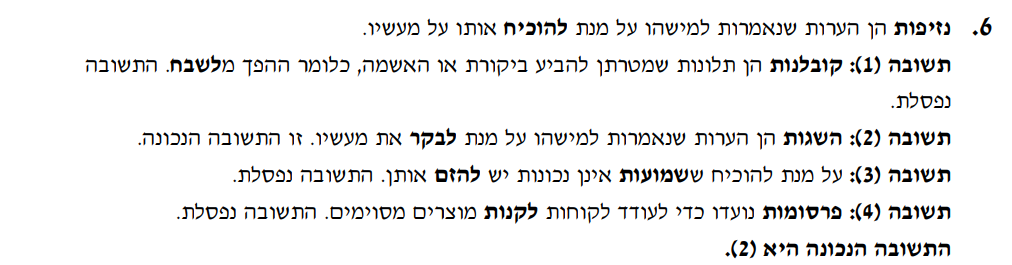 6. נזיפות הן הערות שנאמרות למישהו על מנת להוכיח אותו על מעשיו.
תשובה (1): קובלנות הן תלונות שמטרתן להביע ביקורת או האשמה, כלומר ההפך מלשבח. התשובה
נפסלת.
תשובה (2): השגות הן הערות שנאמרות למישהו על מנת לבקר את מעשיו. זו התשובה הנכונה.
תשובה (3): על מנת להוכיח ששמועות אינן נכונות יש להזם אותן. התשובה נפסלת.
תשובה (4): פרסומות נועדו כדי לעודד לקוחות לקנות מוצרים מסוימים. התשובה נפסלת.
התשובה הנכונה היא (2).